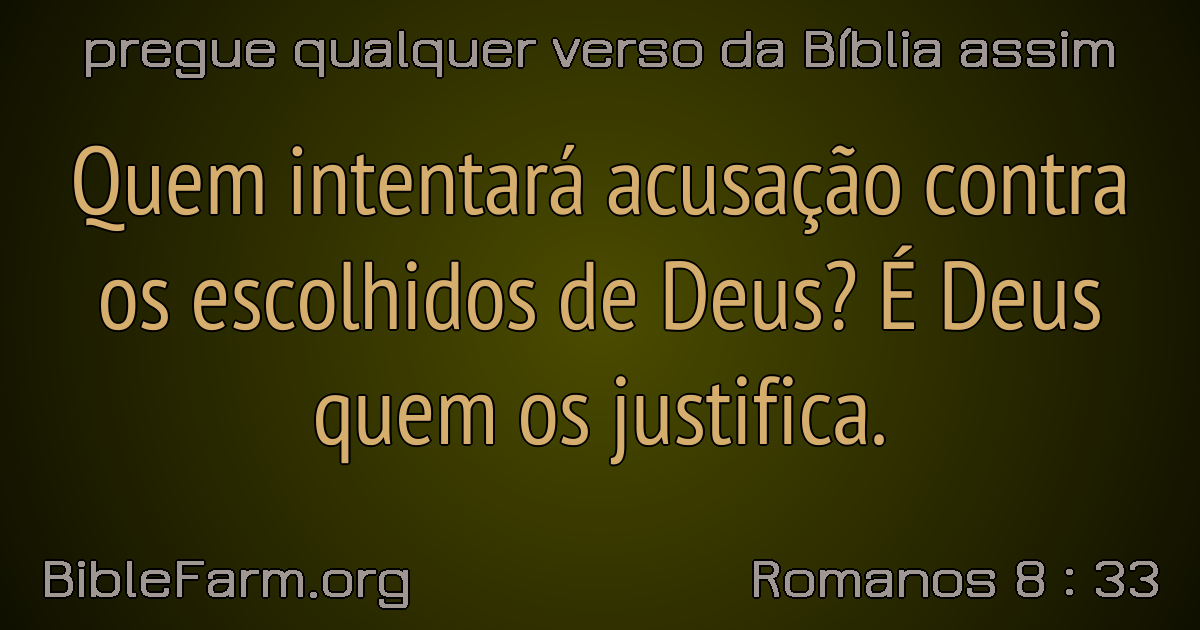 pregue qualquer verso da Bíblia assim
Quem intentará acusação contra
os escolhidos de Deus? É Deus
quem os justifica.
BibleFarm.org
Romanos 8 : 33